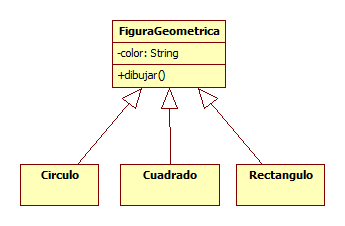 FiguraGeometrica
-color: String
+dibujar()
Circulo
Cuadrado
Rectangulo